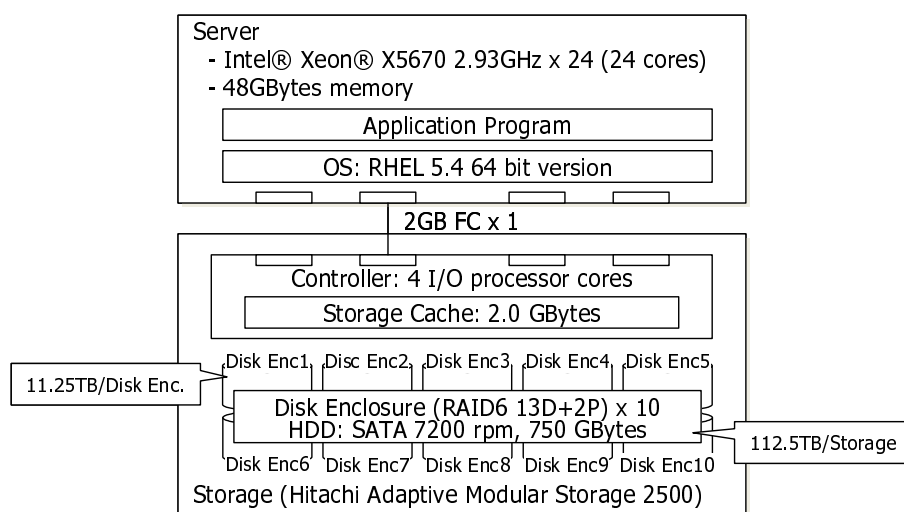 Server
- Intel® Xeon® X5670 2.93GHz x 24 (24 cores)
- 48GBytes memory
Application Program
OS: RHEL 5.4 64 bit version
2GB FC x 1
Controller: 4 I/O processor cores
Storage Cache: 2.0 GBytes
Disk Enc1 Disc Enc2 Disk Enc3 Disk Enc4 Disk Enc5
11.25TB/Disk Enc.
Disk Enclosure (RAID6 13D+2P) x 10
HDD: SATA 7200 rpm, 750 GBytes
112.5TB/Storage
Disk Enc6 Disk Enc7 Disk Enc8 Disk Enc9 Disk Enc10
Storage (Hitachi Adaptive Modular Storage 2500)